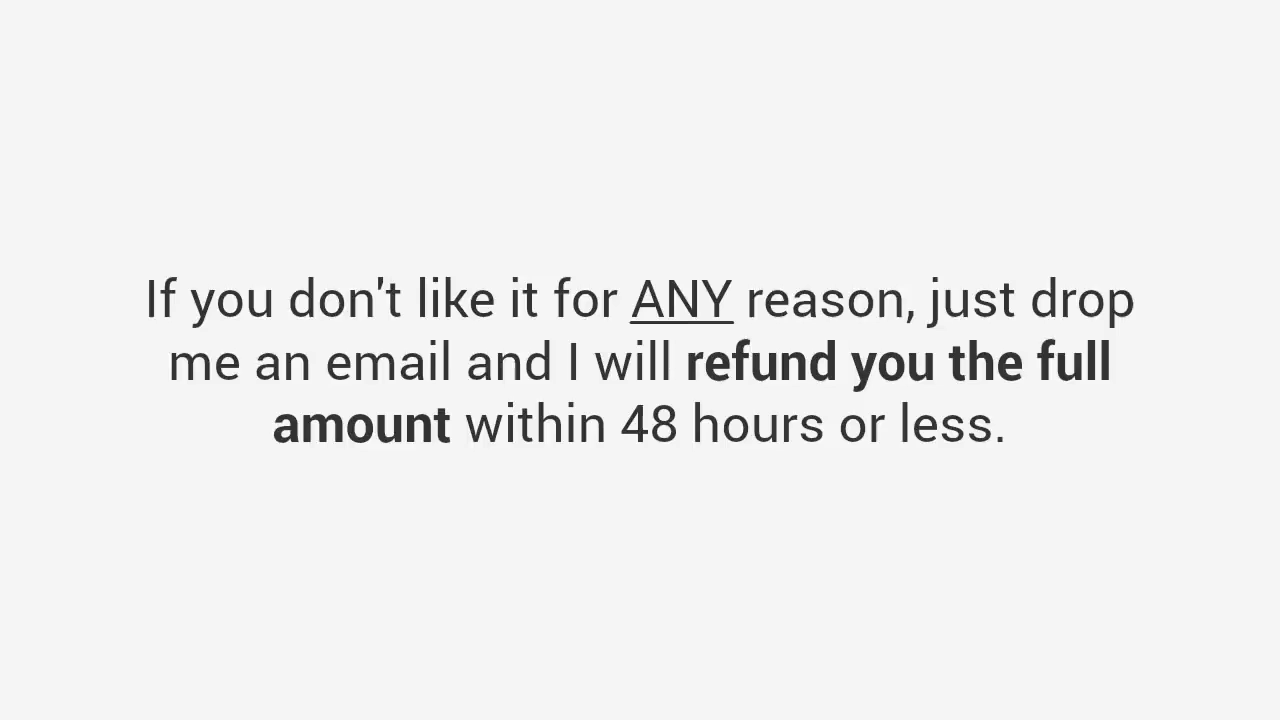 If you don't like it for ANY reason, just drop
me an email and I will refund you the full
amount within 48 hours or less.